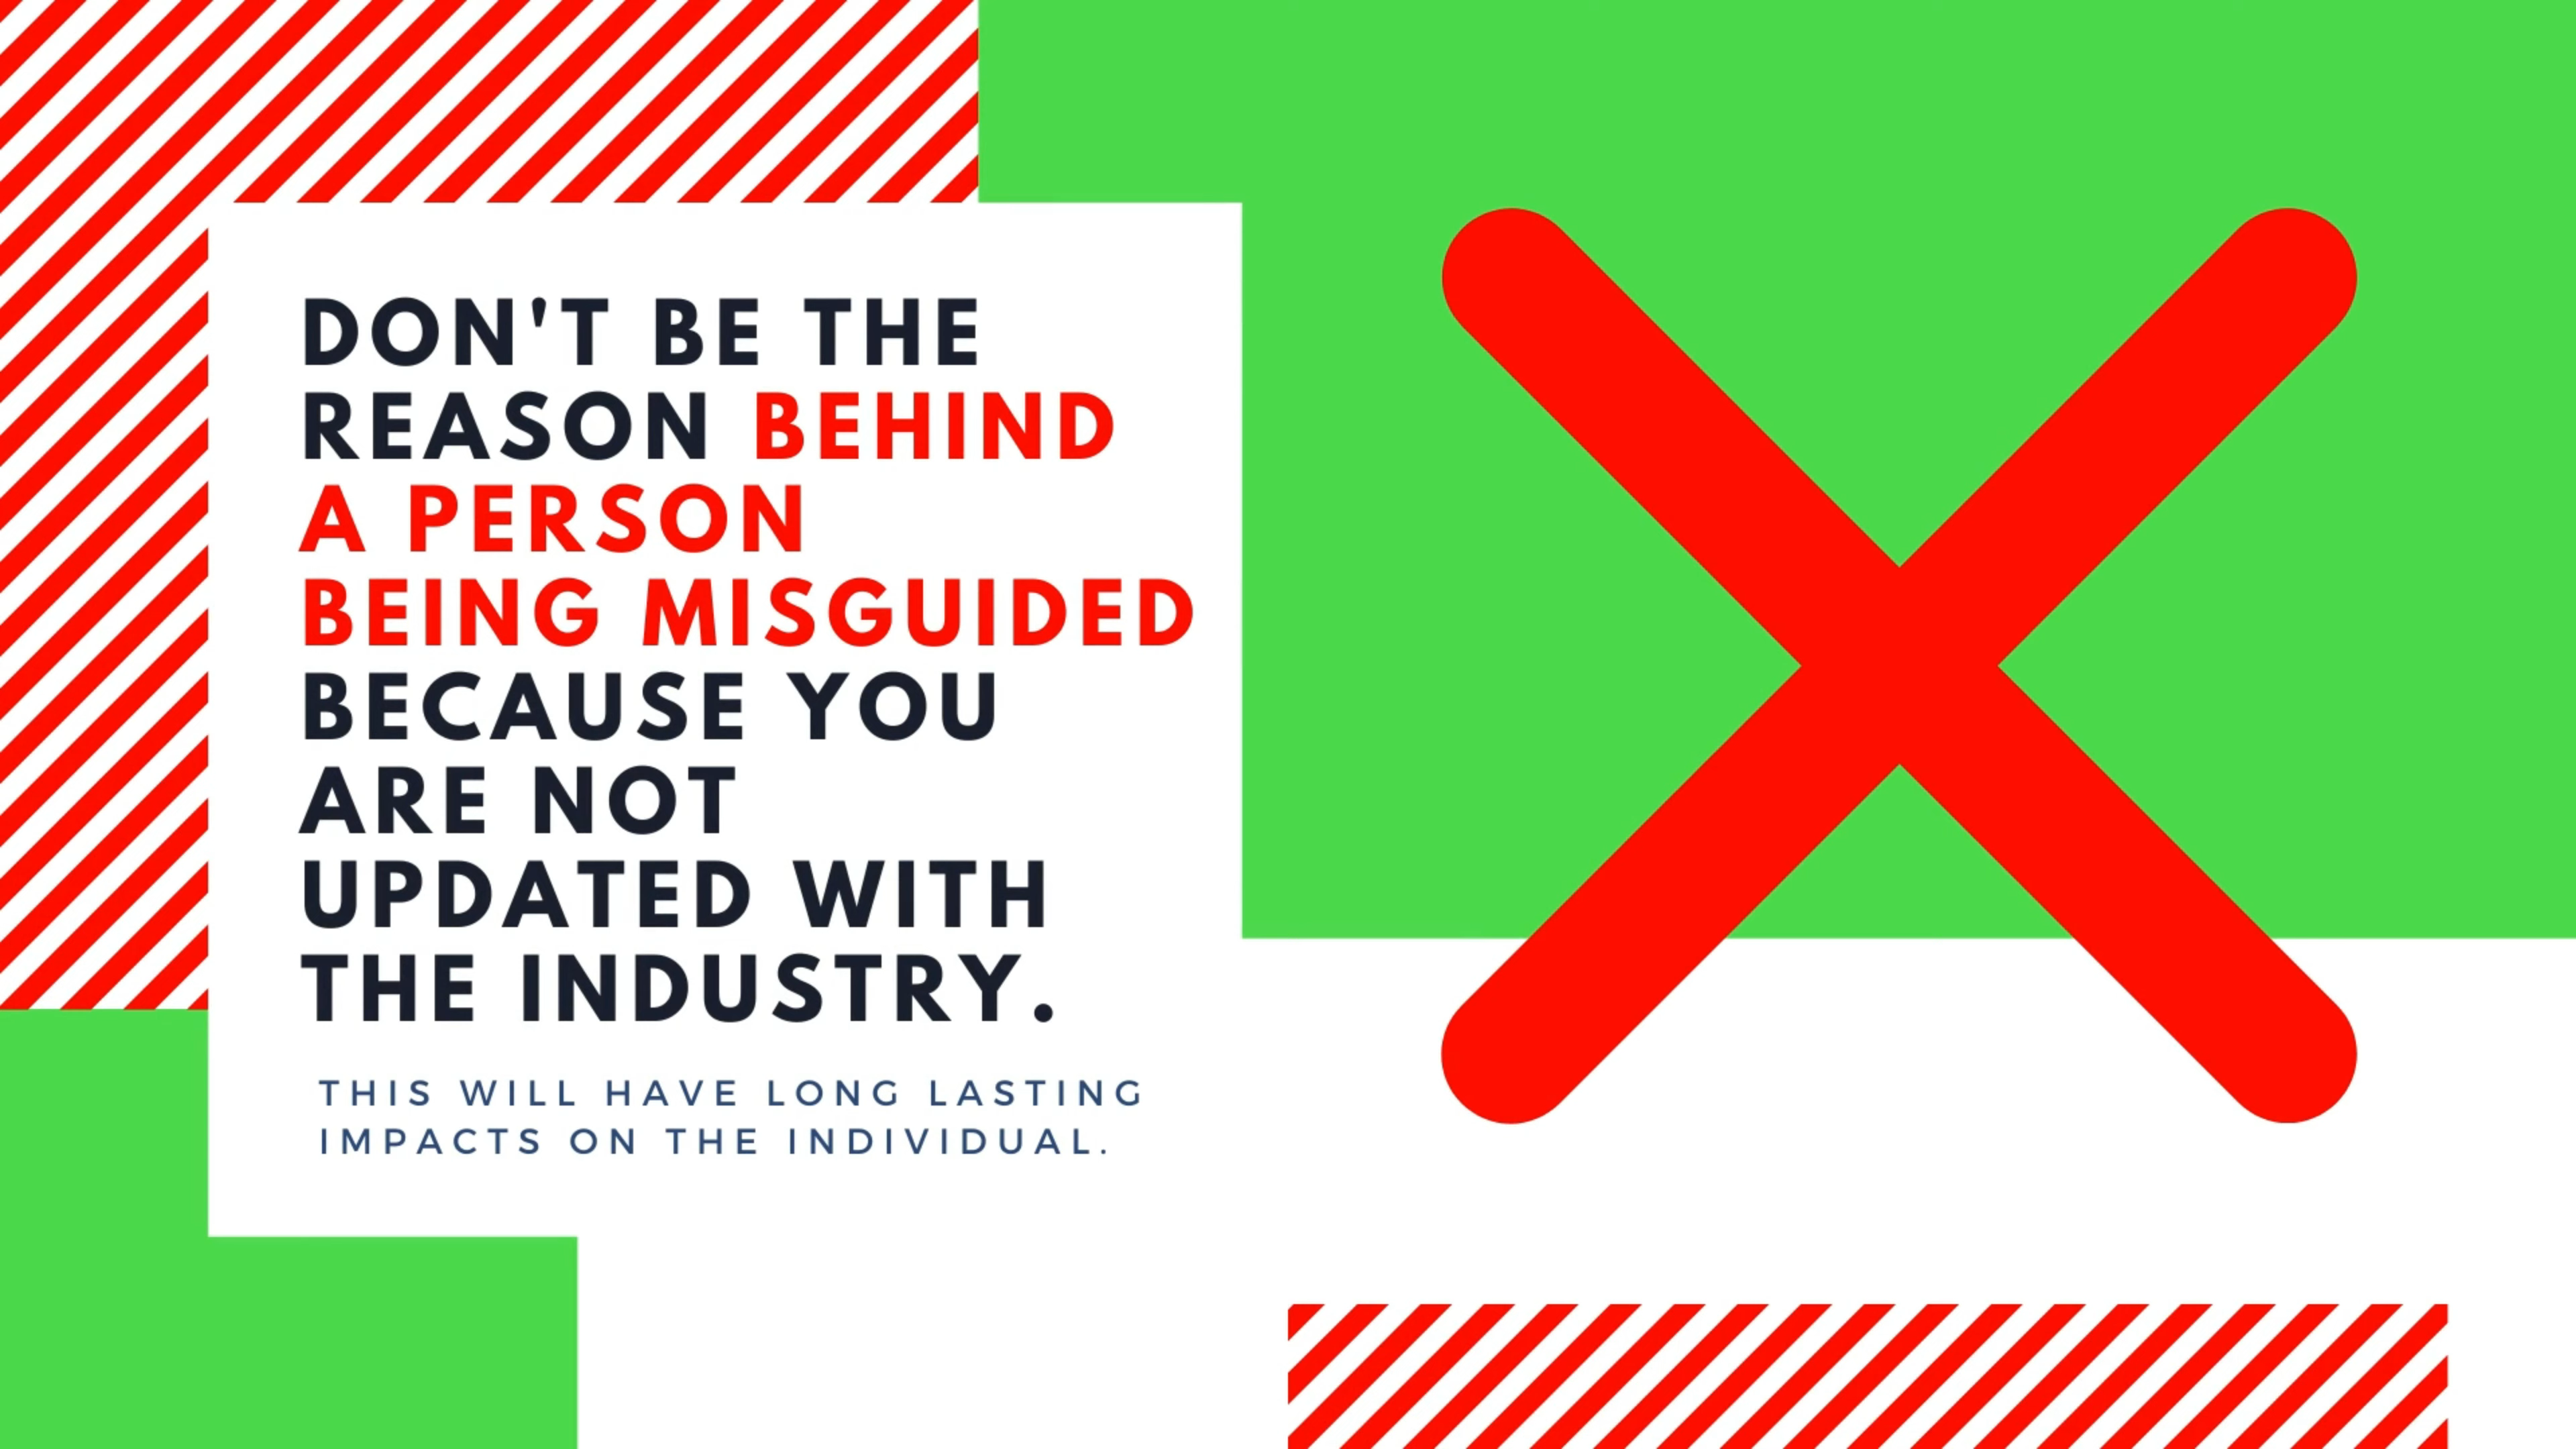 DON'T BE THE
REASON BEHIND
A PERSON
BEING MISGUIDED
BECAUSE YOU
ARE NOT
UPDATED WITH
THE INDUSTRY.
THIS WILL HAVE LONG LASTING
IMPACTS ON THE INDIVIDUAL.